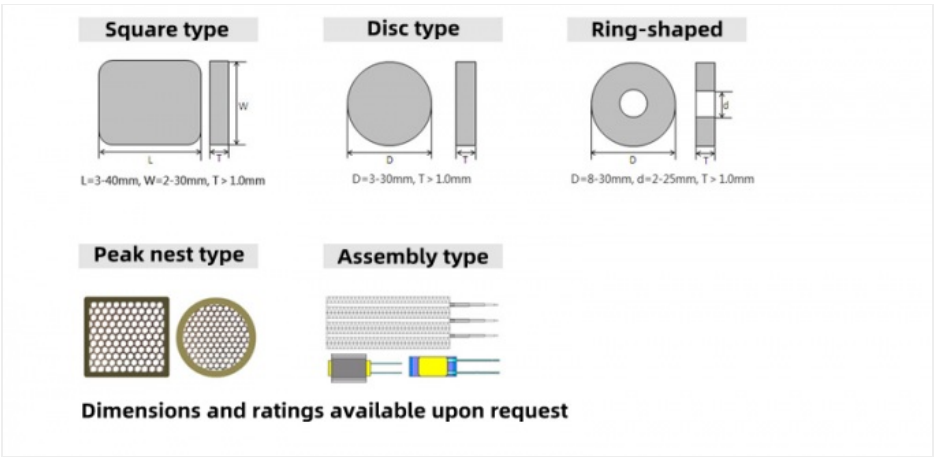 Square type
Disc type
Ring-shaped
W
d
L
T
D
T
D
T
L=3-40mm, W=2-30mm, T > 1.0mm
D=3-30mm, T > 1.0mm
D=8-30mm, d=2-25mm, T > 1.0mm
Peak nest type
Assembly type
Dimensions and ratings available upon request